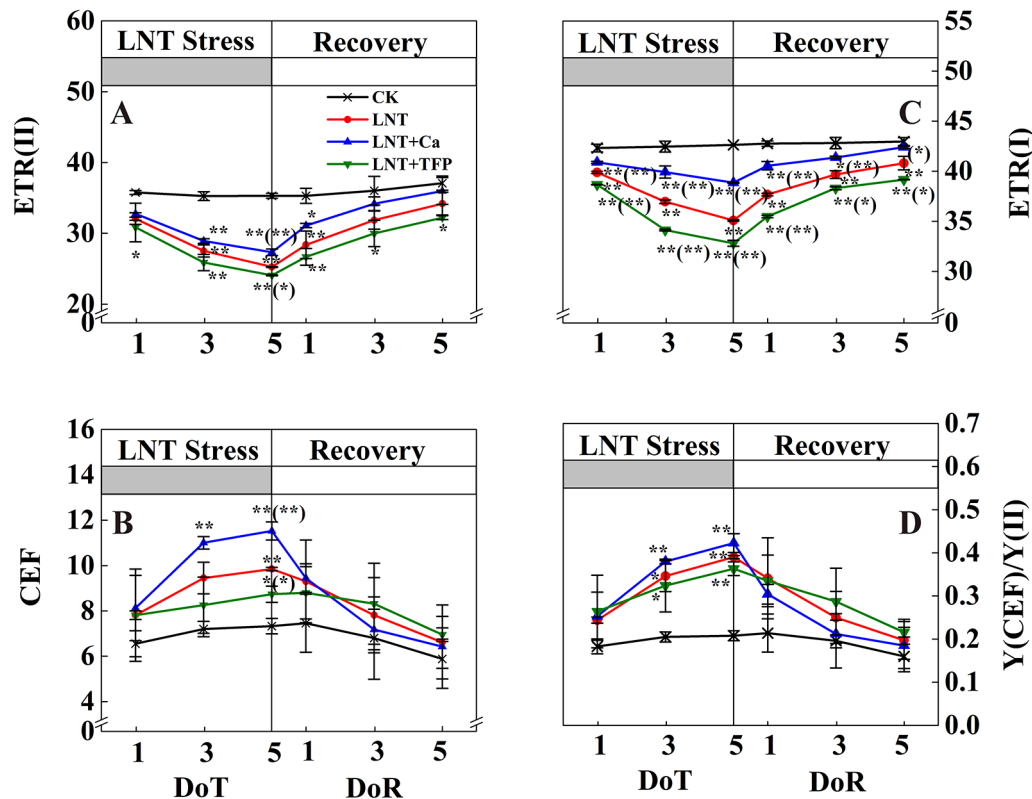 60
LNT Stress Recovery
50
A
CK
LNT
LNT+Ca
LNT+TFP
40
30
20
0
ETR(II)
* ** ** ** **(**) ** **(*) * ** ** * *
1 3 5 1 3 5
55
LNT Stress Recovery
50
C
45
40
35
30
0
ETR(I)
**(**) ** **(**) **(**) ** **(**) **(**) ** **(**) **(**) ** **(**) *(**) ** **(*) (*) ** **(*)
1 3 5 1 3 5
16
LNT Stress Recovery
14
B
12
10
8
6
4
0
CEF
** **(**) ** *(*)
1 3 5 1 3 5
DoT DoR
0.7
LNT Stress Recovery
0.6
D
0.5
0.4
0.3
0.2
0.1
0.0
Y(CEF)/Y(II)
** * * ** ** **
1 3 5 1 3 5
DoT DoR